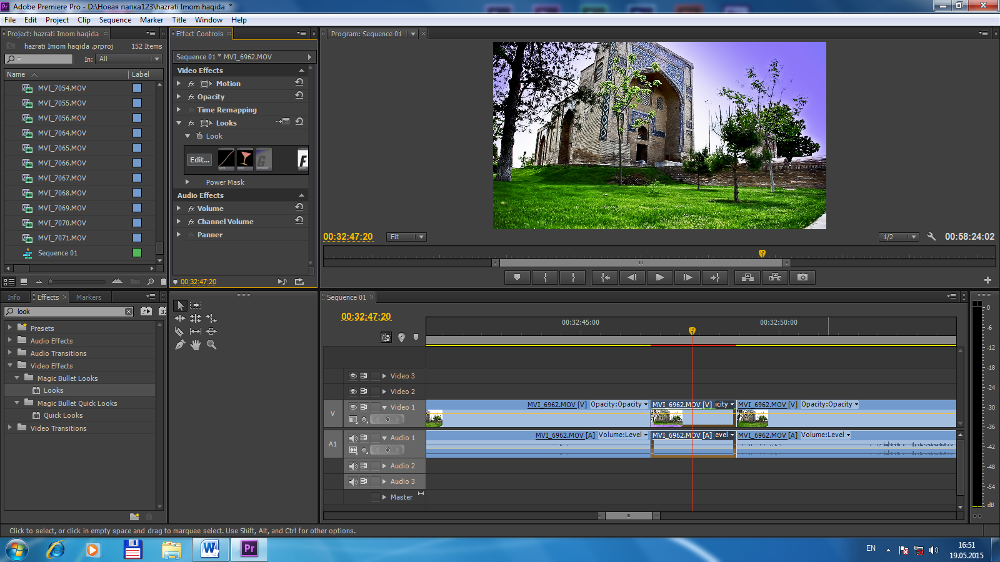 Adobe Premiere Pro - D:\Новая папка123\hazrati Imom haqida *
File Edit Project Clip Sequence Marker Title Window Help
Project: hazrati Imom haqida
hazrati Imom haqida .prproj 152 Items
In: All
Name Label
MVI_7054.MOV
MVI_7055.MOV
MVI_7056.MOV
MVI_7064.MOV
MVI_7065.MOV
MVI_7066.MOV
MVI_7067.MOV
MVI_7068.MOV
MVI_7069.MOV
MVI_7070.MOV
MVI_7071.MOV
Sequence 01
Effect Controls
Sequence 01 * MVI_6962.MOV
Video Effects
fx Motion
fx Opacity
fx Time Remapping
fx Looks
Look
Edit...
Power Mask
Audio Effects
fx Volume
fx Channel Volume
fx Panner
00:32:47:20
Program: Sequence 01
00:32:47:20 Fit 1/2 00:58:24:02
Info Effects Markers
look
Presets
Audio Effects
Audio Transitions
Video Effects
Magic Bullet Looks
Looks
Magic Bullet Quick Looks
Quick Looks
Video Transitions
Sequence 01
00:32:47:20
00:32:45:00 00:32:50:00
Video 3
Video 2
V Video 1
MVI_6962.MOV [V] Opacity:Opacity MVI_6962.MOV [V] icity MVI_6962.MOV [V] Opacity:Opacity
A1 Audio 1
MVI_6962.MOV [A] Volume:Level MVI_6962.MOV [A] evel MVI_6962.MOV [A] Volume:Level
Audio 2
Audio 3
Master
0
-6
-12
-18
-24
-30
-36
-42
-48
-54
dB
Click to select, or click in empty space and drag to marquee select. Use Shift, Alt, and Ctrl for other options.
EN
16:51
19.05.2015